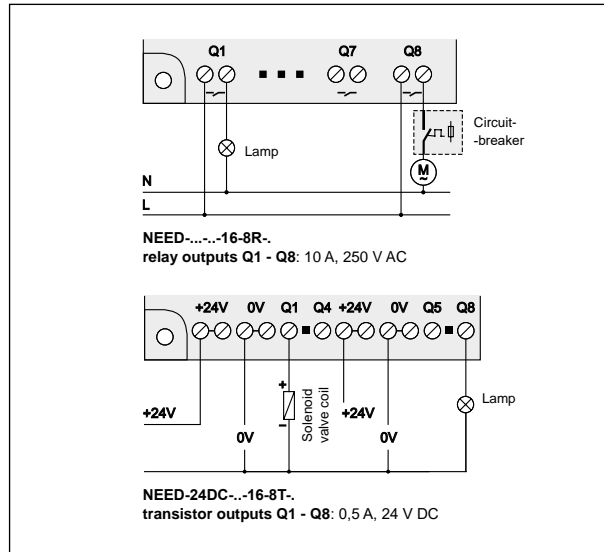 Q1 Q7 Q8
Circuit-
-breaker
Lamp
M
~
N
L
NEED-...-..-16-8R-.
relay outputs Q1 - Q8: 10 A, 250 V AC
+24V 0V Q1 Q4 +24V 0V Q5 Q8
+
-
Solenoid
valve coil
Lamp
+24V
+24V
0V
0V
NEED-24DC-..-16-8T-.
transistor outputs Q1 - Q8: 0,5 A, 24 V DC